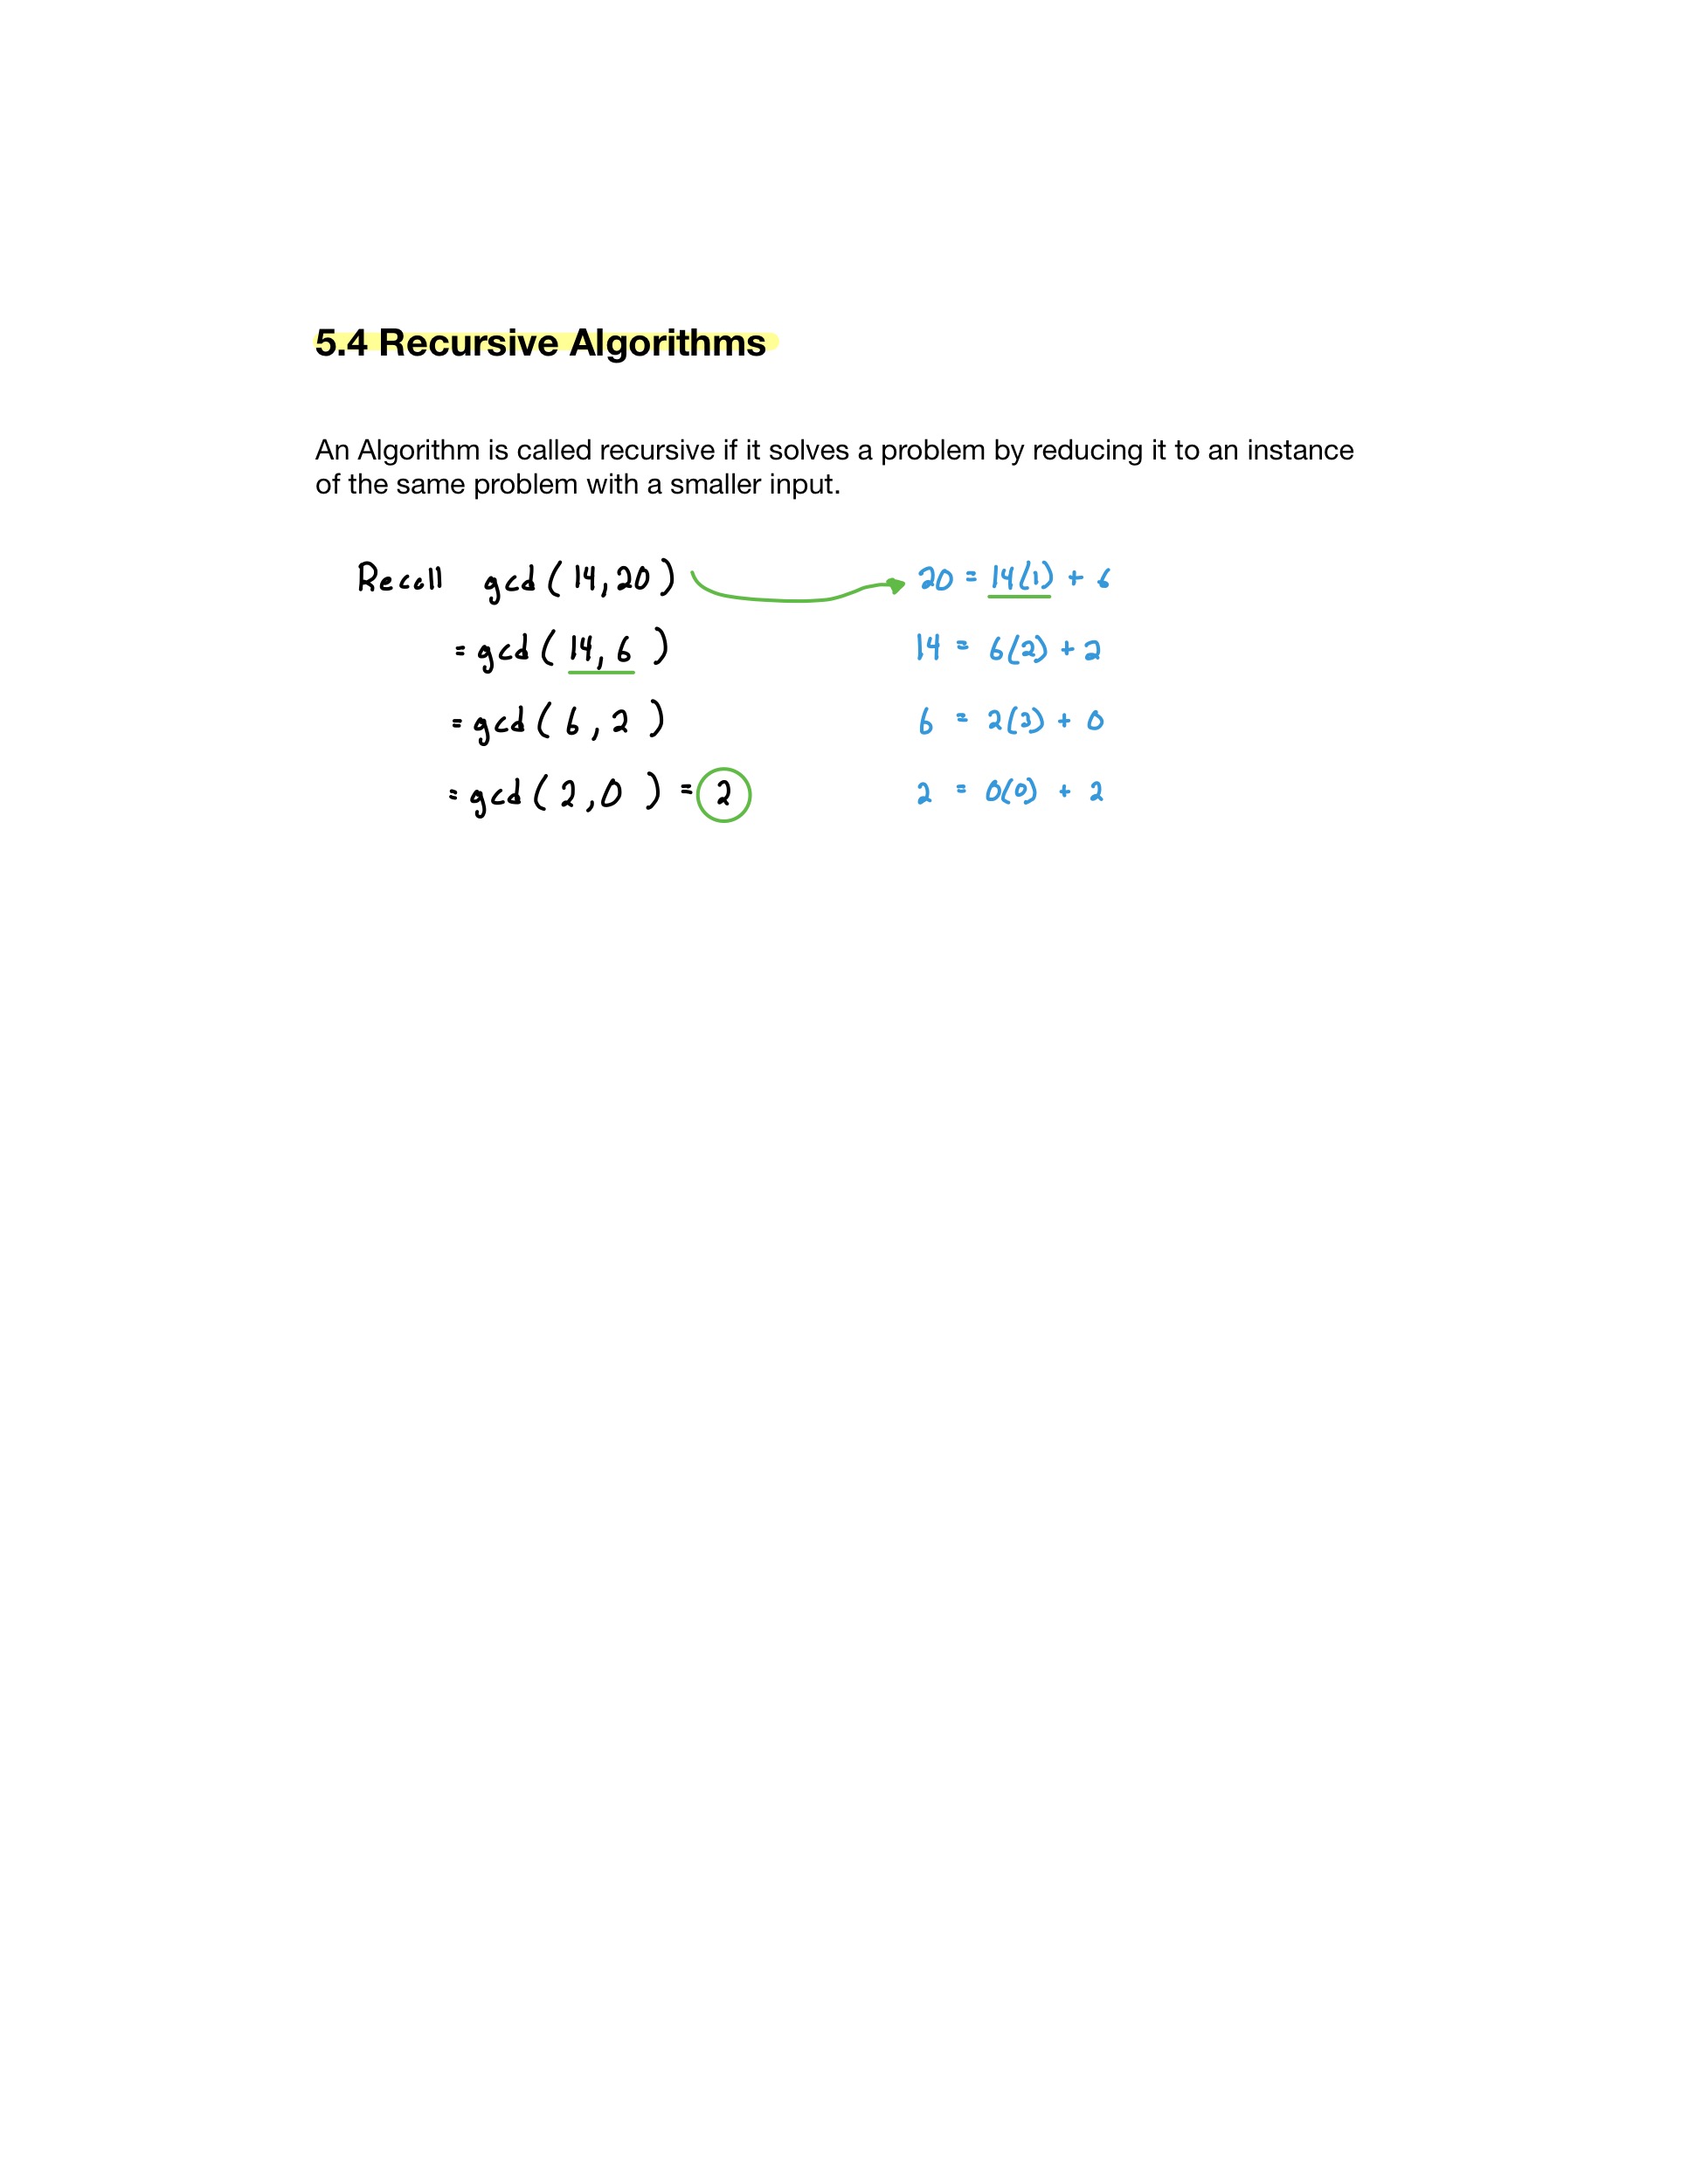 5.4 Recursive Algorithms
An Algorithm is called recursive if it solves a problem by reducing it to an instance
of the same problem with a smaller input.
Recall gcd ( 14, 20 ) 20 = 14(1) + 6
= gcd ( 14, 6 ) 14 = 6(2) + 2
= gcd ( 6, 2 ) 6 = 2(3) + 0
= gcd ( 2, 0 ) = 2 2 = 0(0) + 2